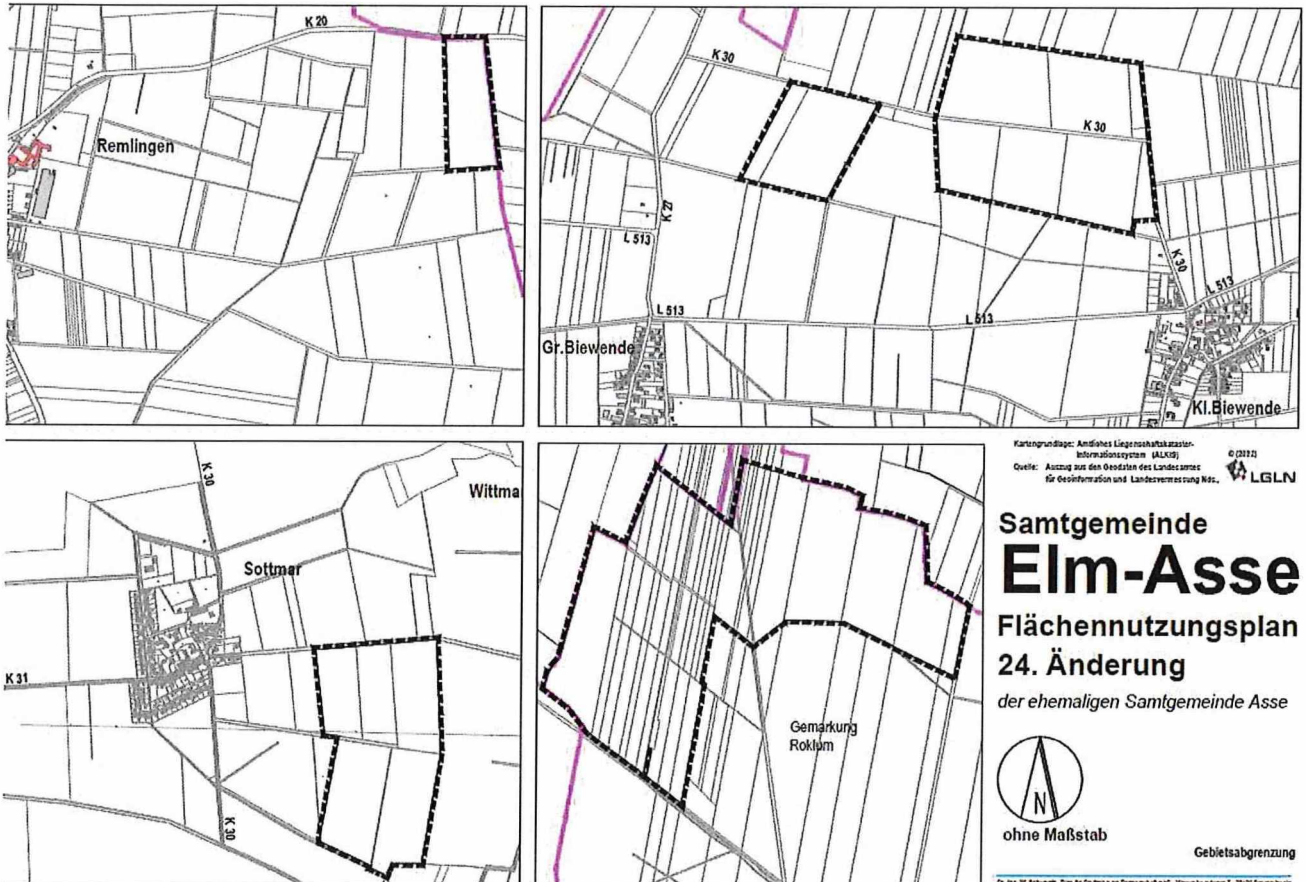 K 20
Remlingen
K 30
K 30
K 27
L 513
K 30
L 513
L 513
L 513
Gr.Biewende
Kl.Biewende
K 30
Wittma
Sottmar
K 31
K 30
Gemarkung
Roklum
Kartengrundlage: Amtliches Liegenschaftskataster-
Informationssystem (ALKIS)
© (2022)
Quelle: Auszug aus den Geodaten des Landesamtes
für Geoinformation und Landesvermessung Nds.,
LGLN
Samtgemeinde
Elm-Asse
Flächennutzungsplan
24. Änderung
der ehemaligen Samtgemeinde Asse
N
ohne Maßstab
Gebietsabgrenzung